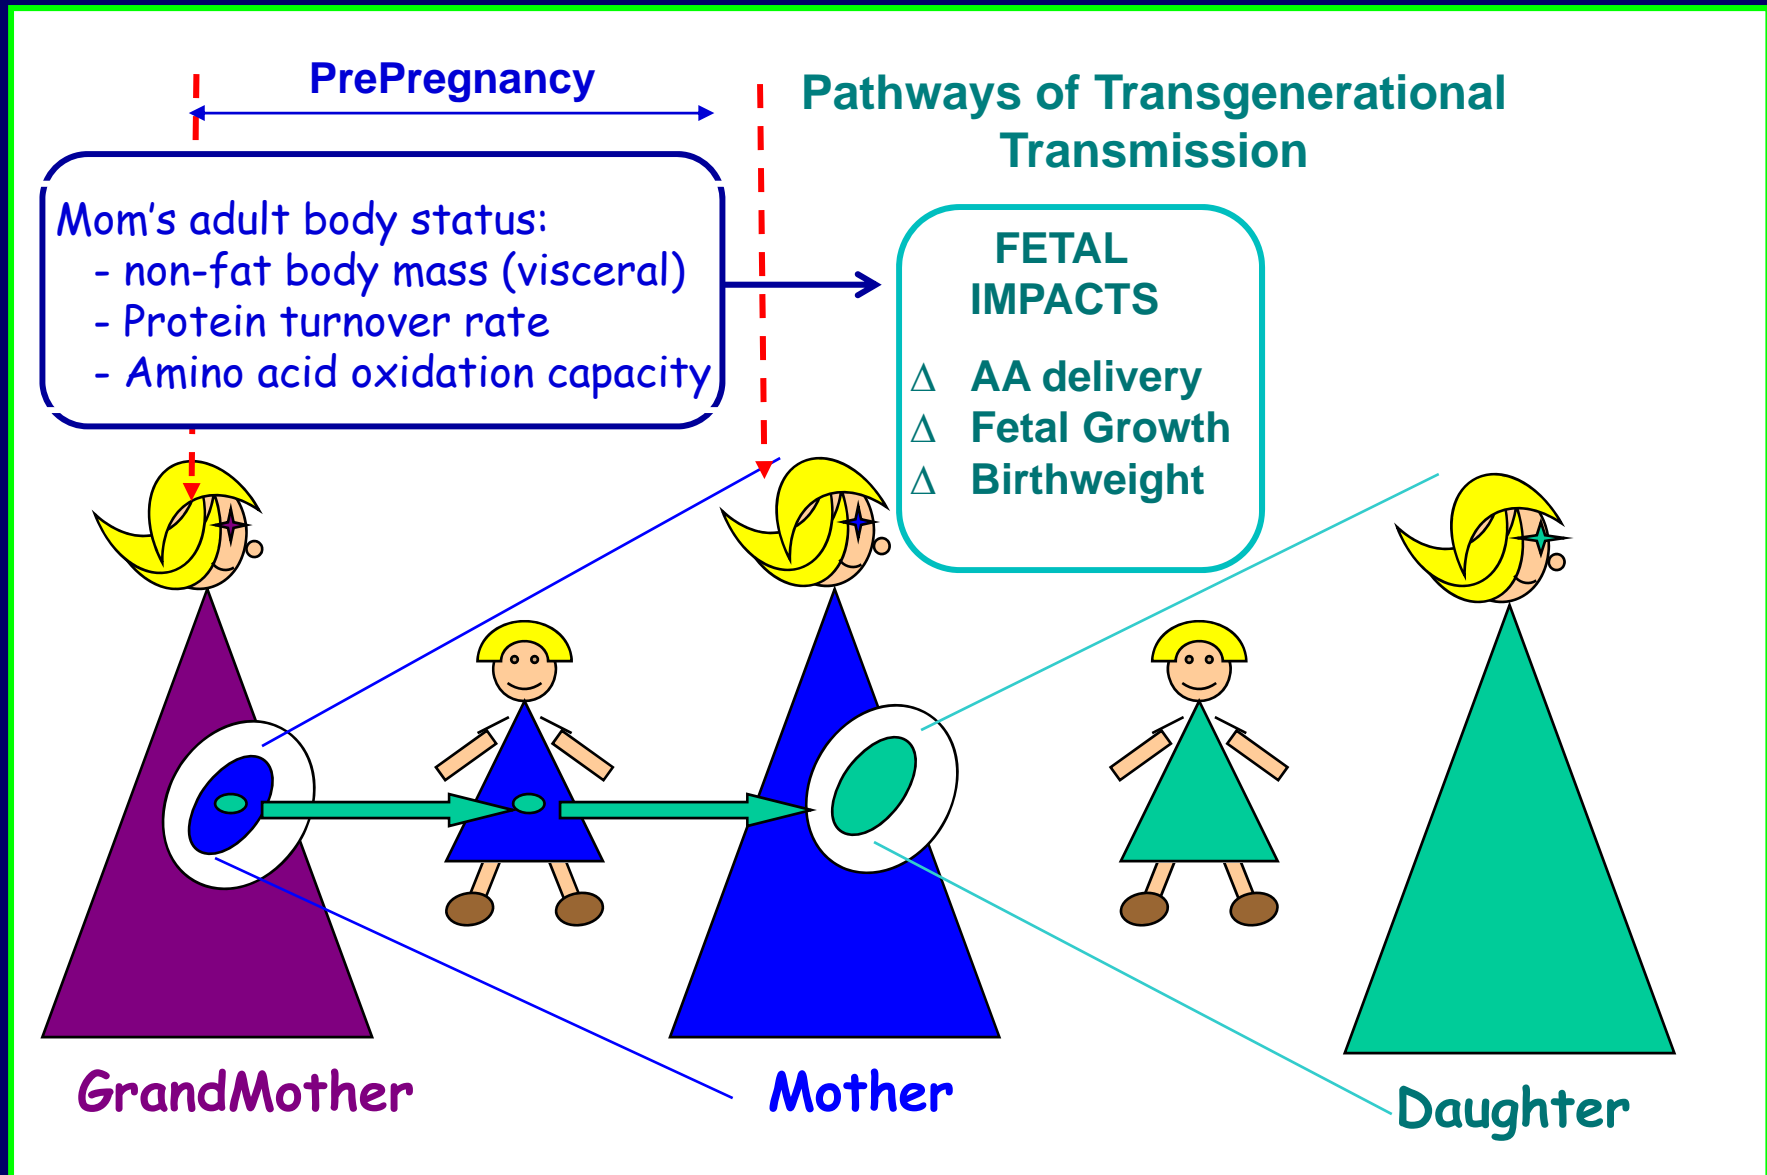 PrePregnancy
Pathways of Transgenerational
Transmission
Mom's adult body status:
- non-fat body mass (visceral)
- Protein turnover rate
- Amino acid oxidation capacity
FETAL
IMPACTS
Δ AA delivery
Δ Fetal Growth
Δ Birthweight
GrandMother
Mother
Daughter